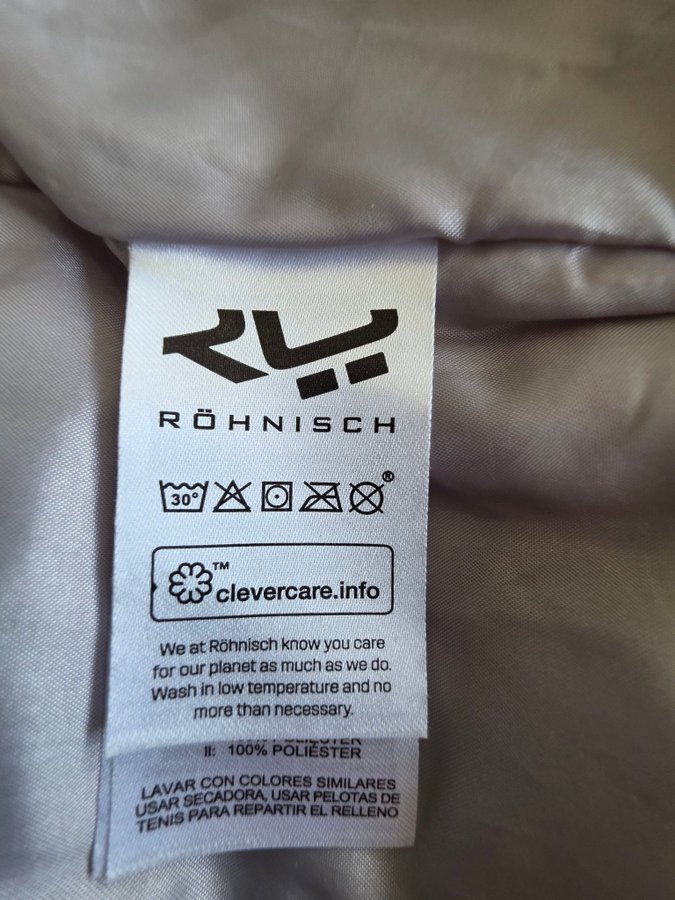 RÖHNISCH
30°
®
™
clevercare.info
We at Röhnisch know you care
for our planet as much as we do.
Wash in low temperature and no
more than necessary.
II: 100% POLIÉSTER
LAVAR CON COLORES SIMILARES
USAR SECADORA, USAR PELOTAS DE
TENIS PARA REPARTIR EL RELLENO